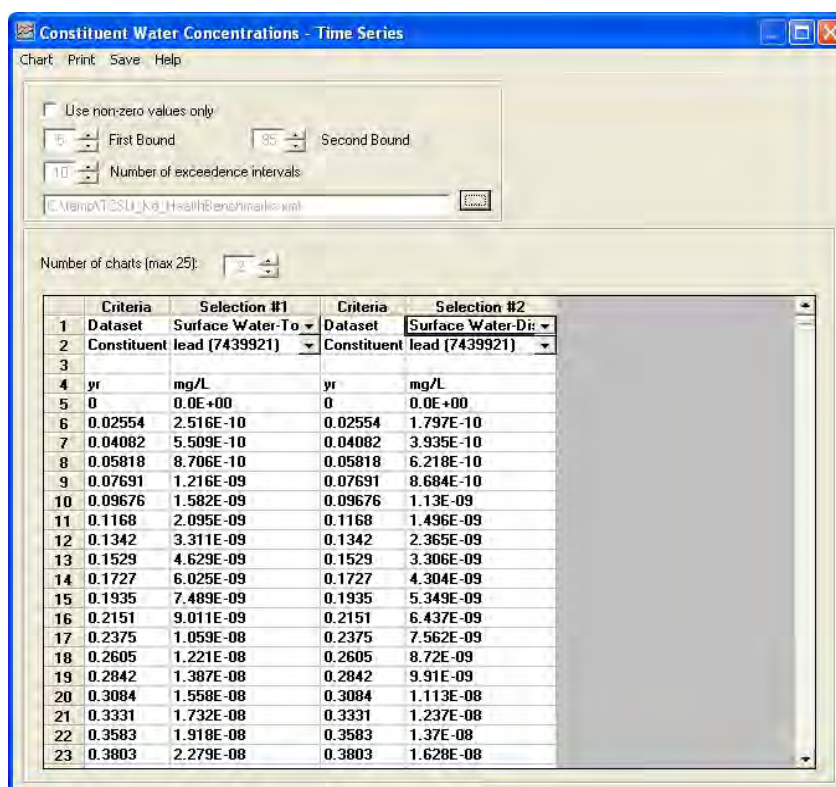 Constituent Water Concentrations - Time Series
Chart Print Save Help
Use non-zero values only
5 First Bound 95 Second Bound
10 Number of exceedence intervals
Number of charts (max 25): 2
Criteria Selection #1 Criteria Selection #2
1 Dataset Surface Water-To Dataset Surface Water-Di
2 Constituent lead (7439921) Constituent lead (7439921)
3
4 yr mg/L yr mg/L
5 0 0.0E+00 0 0.0E+00
6 0.02554 2.516E-10 0.02554 1.797E-10
7 0.04082 5.509E-10 0.04082 3.935E-10
8 0.05818 8.706E-10 0.05818 6.218E-10
9 0.07691 1.216E-09 0.07691 8.684E-10
10 0.09676 1.582E-09 0.09676 1.13E-09
11 0.1168 2.095E-09 0.1168 1.496E-09
12 0.1342 3.311E-09 0.1342 2.365E-09
13 0.1529 4.629E-09 0.1529 3.306E-09
14 0.1727 6.025E-09 0.1727 4.304E-09
15 0.1935 7.489E-09 0.1935 5.349E-09
16 0.2151 9.011E-09 0.2151 6.437E-09
17 0.2375 1.059E-08 0.2375 7.562E-09
18 0.2605 1.221E-08 0.2605 8.72E-09
19 0.2842 1.387E-08 0.2842 9.91E-09
20 0.3084 1.558E-08 0.3084 1.113E-08
21 0.3331 1.732E-08 0.3331 1.237E-08
22 0.3583 1.918E-08 0.3583 1.37E-08
23 0.3803 2.279E-08 0.3803 1.628E-08